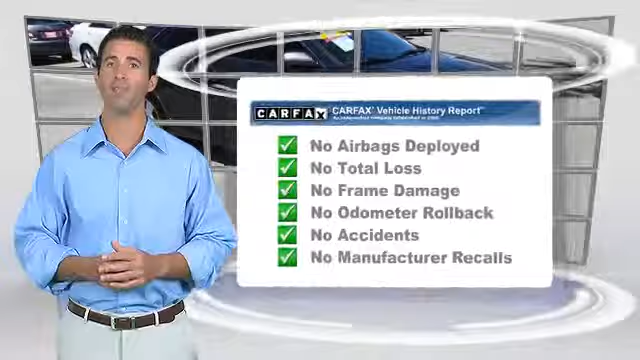 CARFAX CARFAX Vehicle History Report™
No Airbags Deployed
No Total Loss
No Frame Damage
No Odometer Rollback
No Accidents
No Manufacturer Recalls